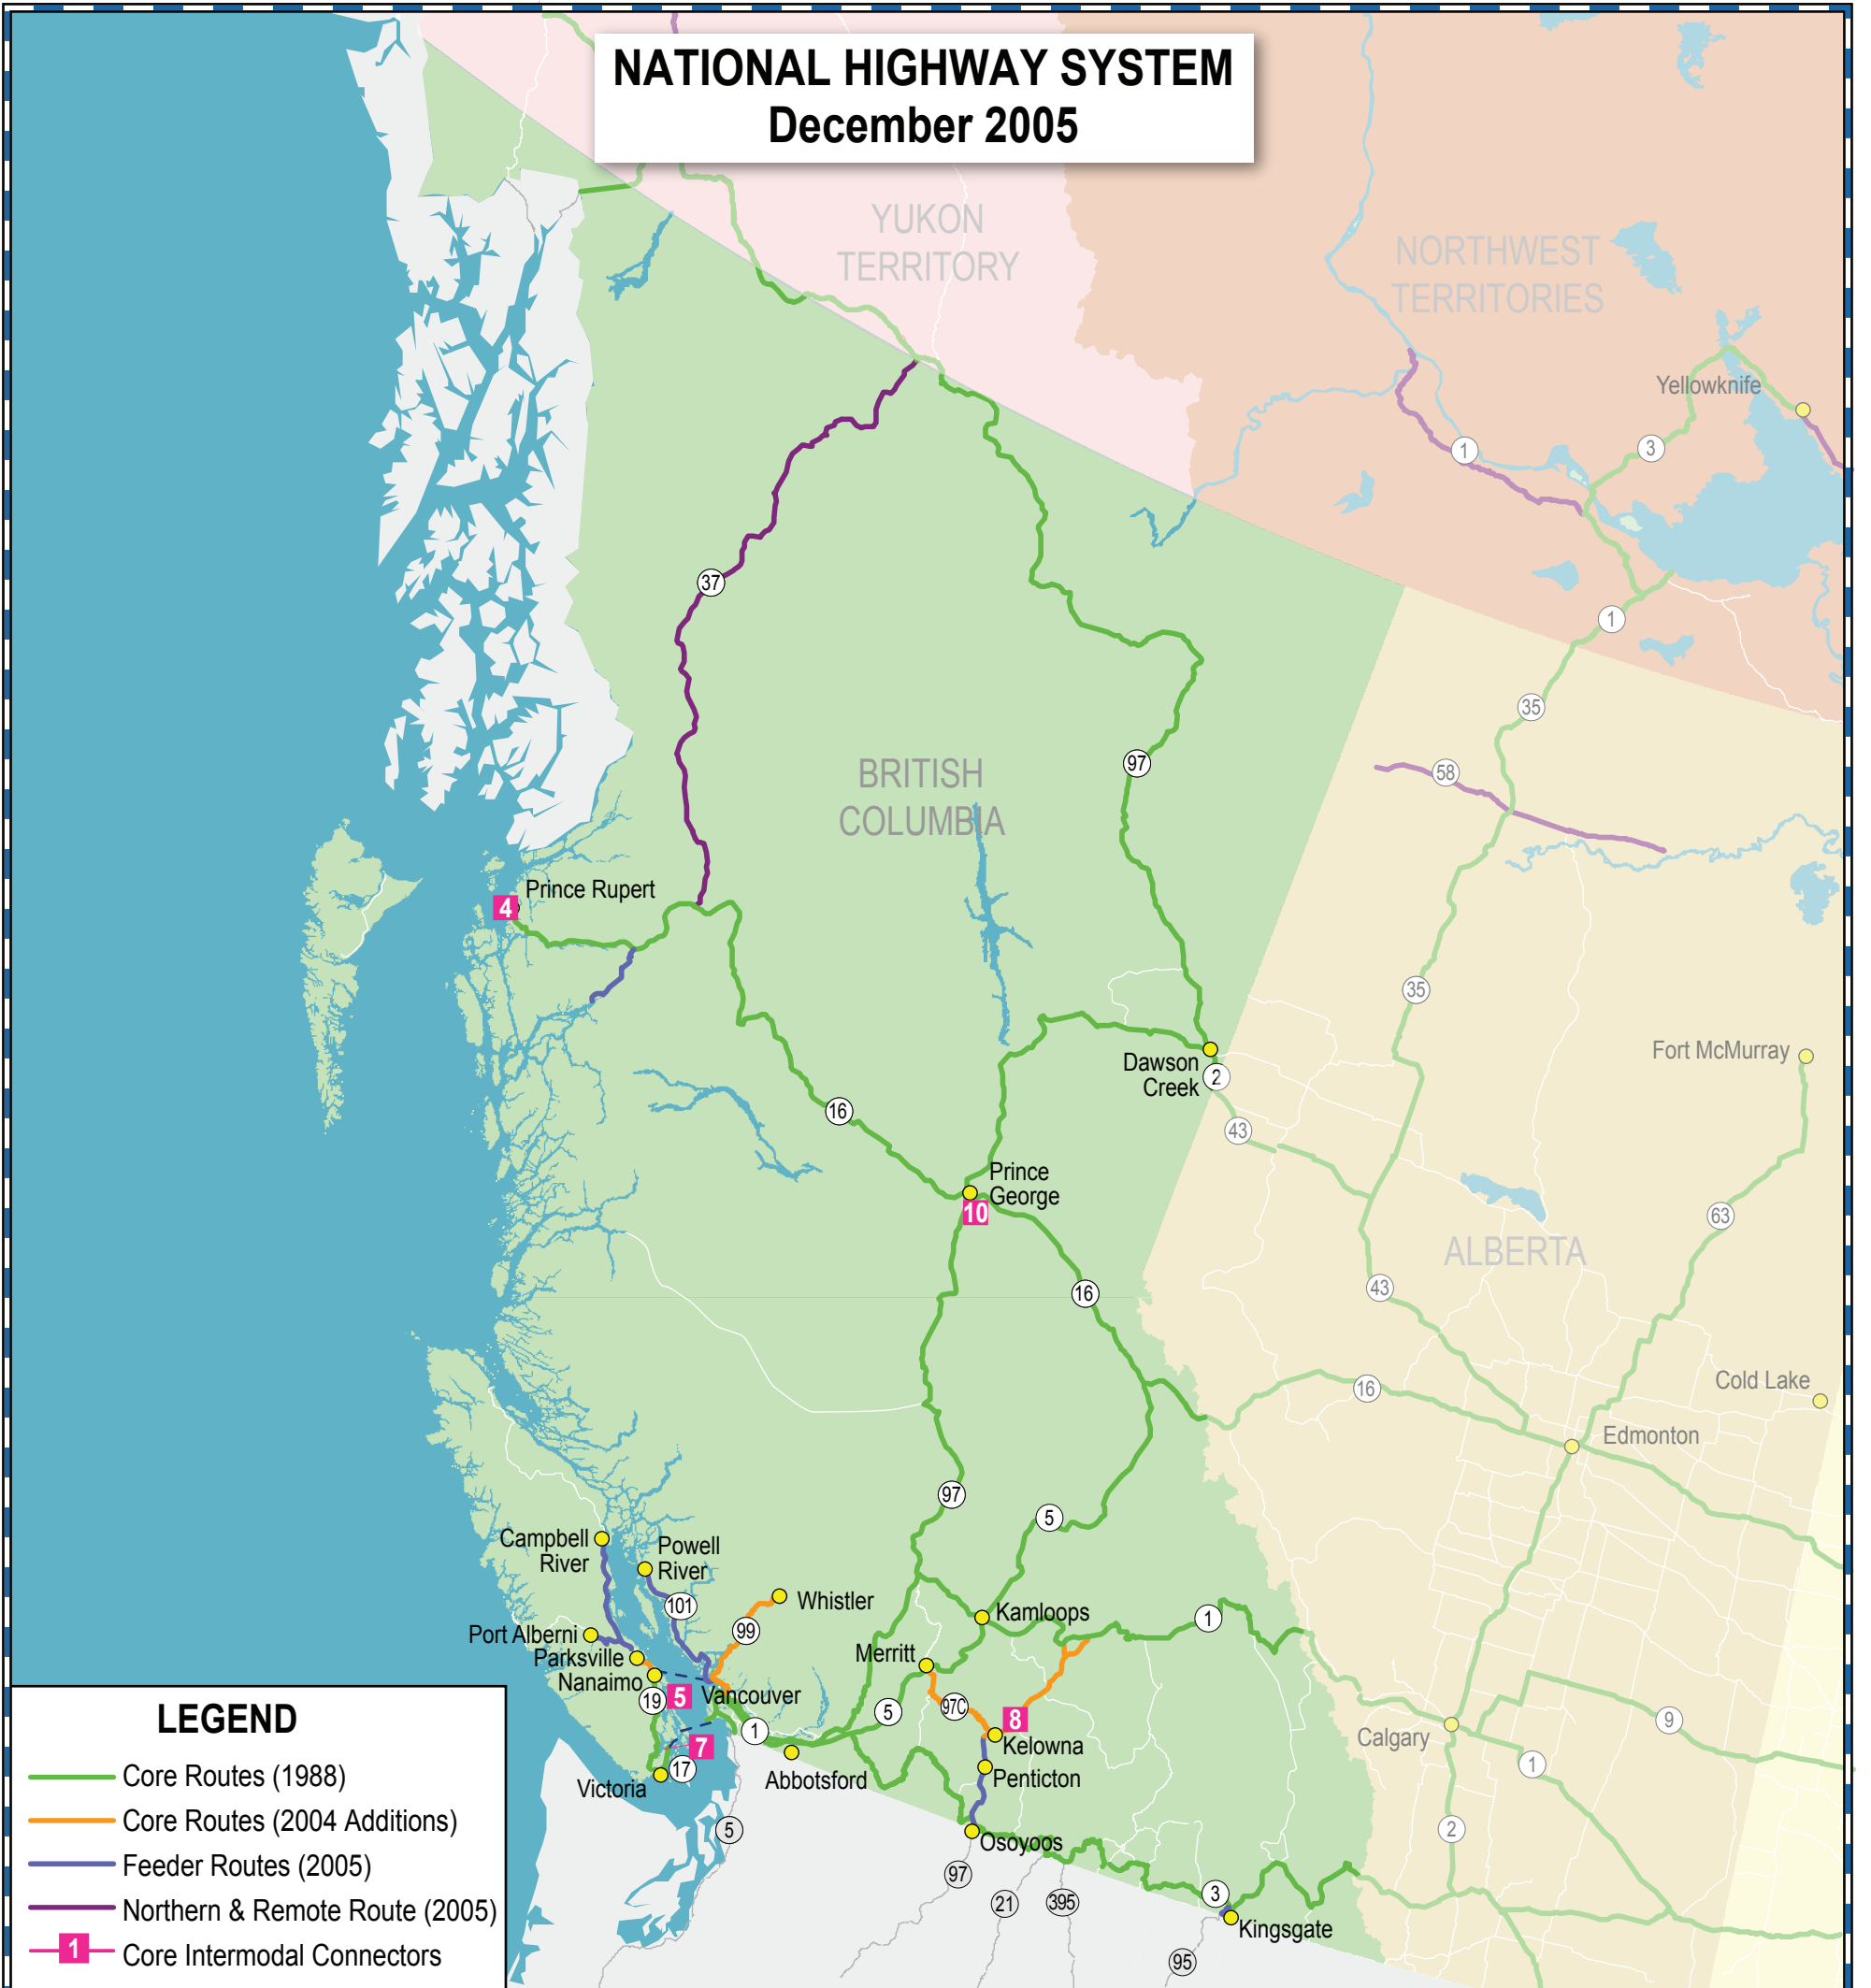 NATIONAL HIGHWAY SYSTEM
December 2005
YUKON
TERRITORY
NORTHWEST
TERRITORIES
Yellowknife
1
3
37
1
35
97
58
BRITISH
COLUMBIA
Prince Rupert
4
35
Dawson
Creek
2
Fort McMurray
16
43
Prince
George
10
63
ALBERTA
16
43
16
Cold Lake
Edmonton
97
5
Campbell
River
Powell
River
101
Whistler
99
Kamloops
1
Port Alberni
Parksville
Nanaimo
Merritt
19
5
Vancouver
1
5
97C
8
Kelowna
Calgary
9
7
17
Victoria
Abbotsford
Penticton
1
5
Osoyoos
2
97
21
395
3
Kingsgate
95
LEGEND
Core Routes (1988)
Core Routes (2004 Additions)
Feeder Routes (2005)
Northern & Remote Route (2005)
1 Core Intermodal Connectors